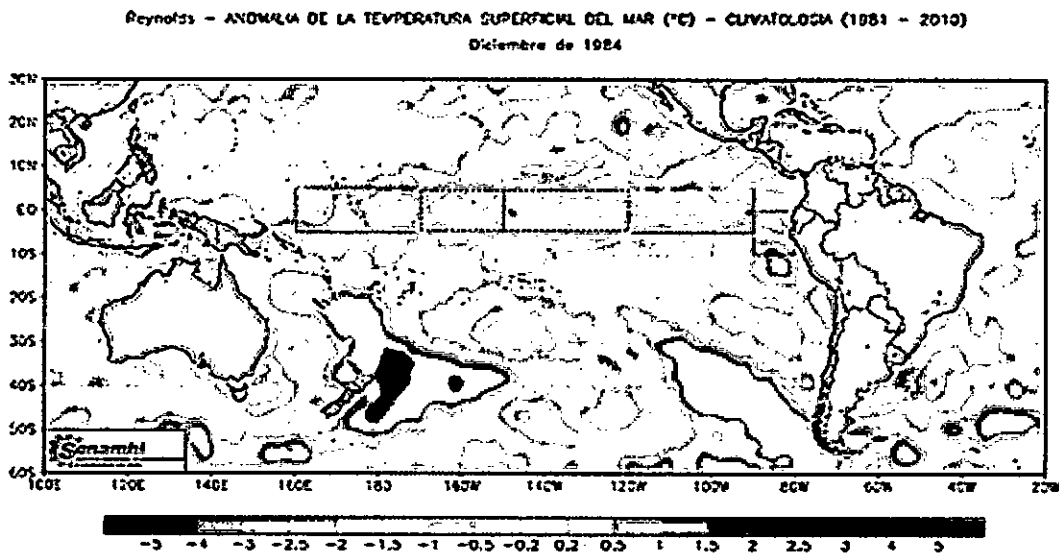 Reynolds - ANOMALIA DE LA TEMPERATURA SUPERFICIAL DEL MAR (°C) - CLIMATOLOGIA (1981 - 2010)
Diciembre de 1984
30N
20N
10N
EQ
10S
20S
30S
40S
50S
60S
Senamhi
100E 120E 140E 160E 180 160W 140W 120W 100W 80W 60W 40W 20W
-5 -4 -3 -2.5 -2 -1.5 -1 -0.5 -0.2 0.2 0.5 1 1.5 2 2.5 3 4 5